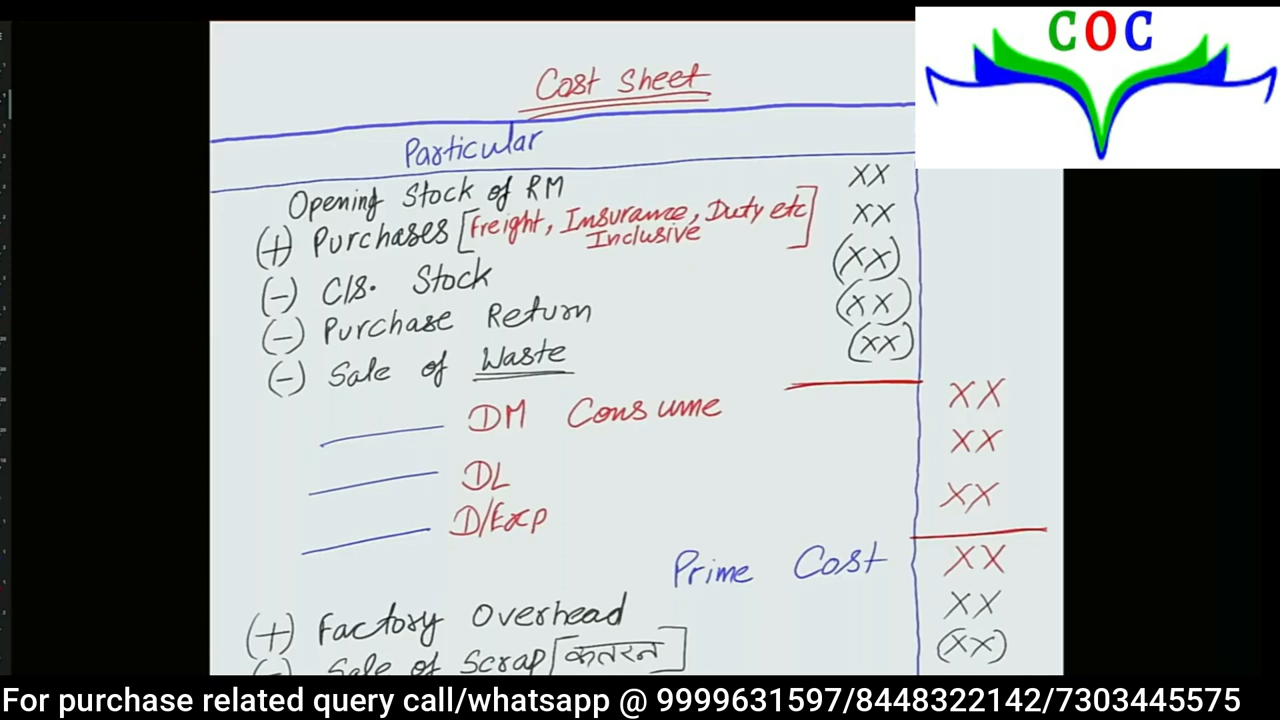 COC
Cost Sheet
Particular
Opening Stock of RM XX
(+) Purchases [Freight, Insurance, Duty etc Inclusive] XX
(-) C/S. Stock (XX)
(-) Purchase Return (XX)
(-) Sale of Waste (XX)
DM Consume XX
DL XX
D/Exp XX
Prime Cost XX
(+) Factory Overhead XX
(-) Sale of Scrap [कतरन] (XX)
For purchase related query call/whatsapp @ 9999631597/8448322142/7303445575